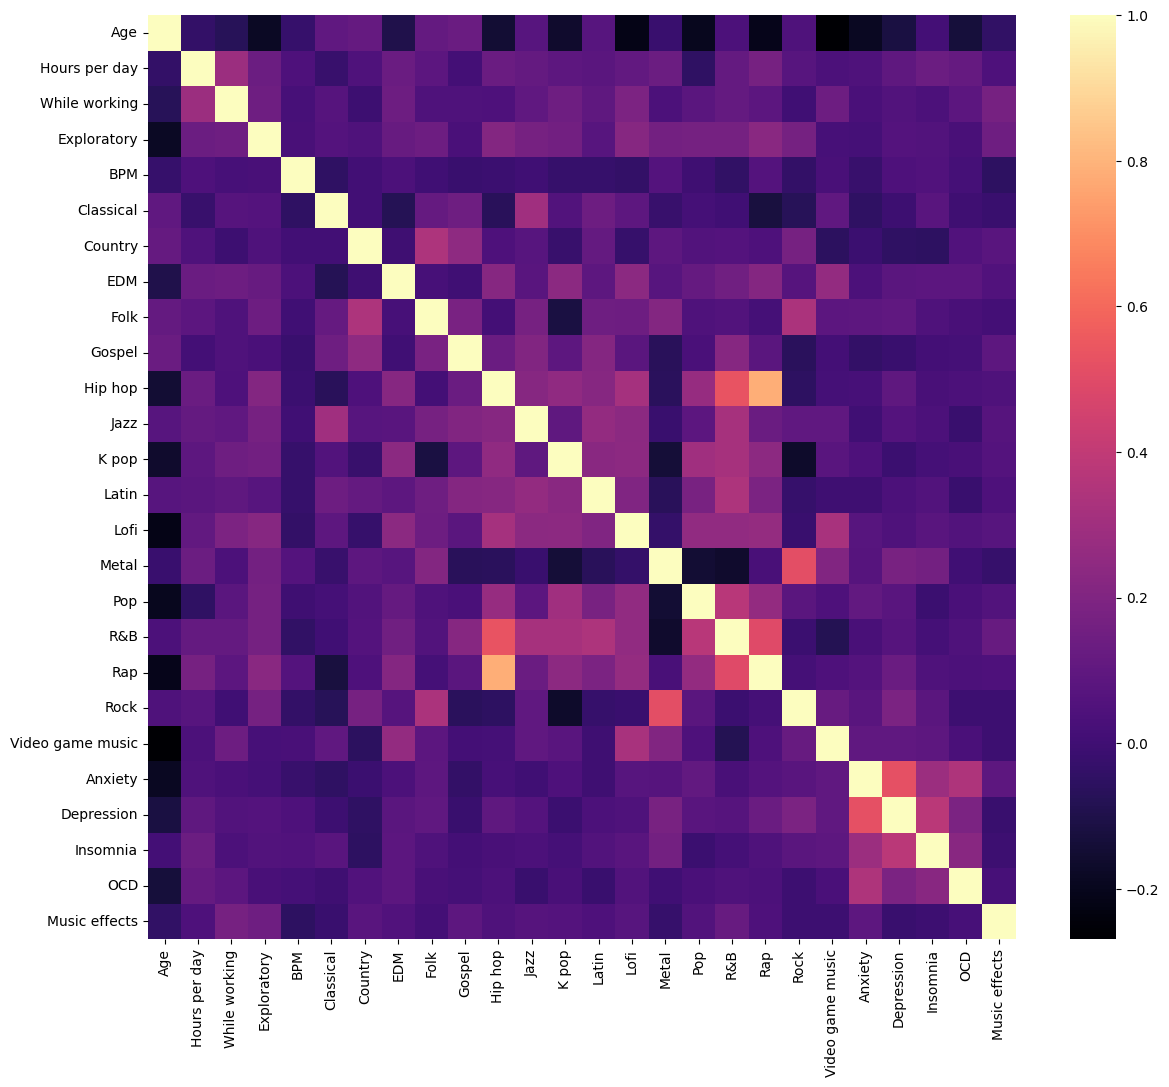 Age
Hours per day
While working
Exploratory
BPM
Classical
Country
EDM
Folk
Gospel
Hip hop
Jazz
K pop
Latin
Lofi
Metal
Pop
R&B
Rap
Rock
Video game music
Anxiety
Depression
Insomnia
OCD
Music effects
Age
Hours per day
While working
Exploratory
BPM
Classical
Country
EDM
Folk
Gospel
Hip hop
Jazz
K pop
Latin
Lofi
Metal
Pop
R&B
Rap
Rock
Video game music
Anxiety
Depression
Insomnia
OCD
Music effects
1.0
0.8
0.6
0.4
0.2
0.0
−0.2